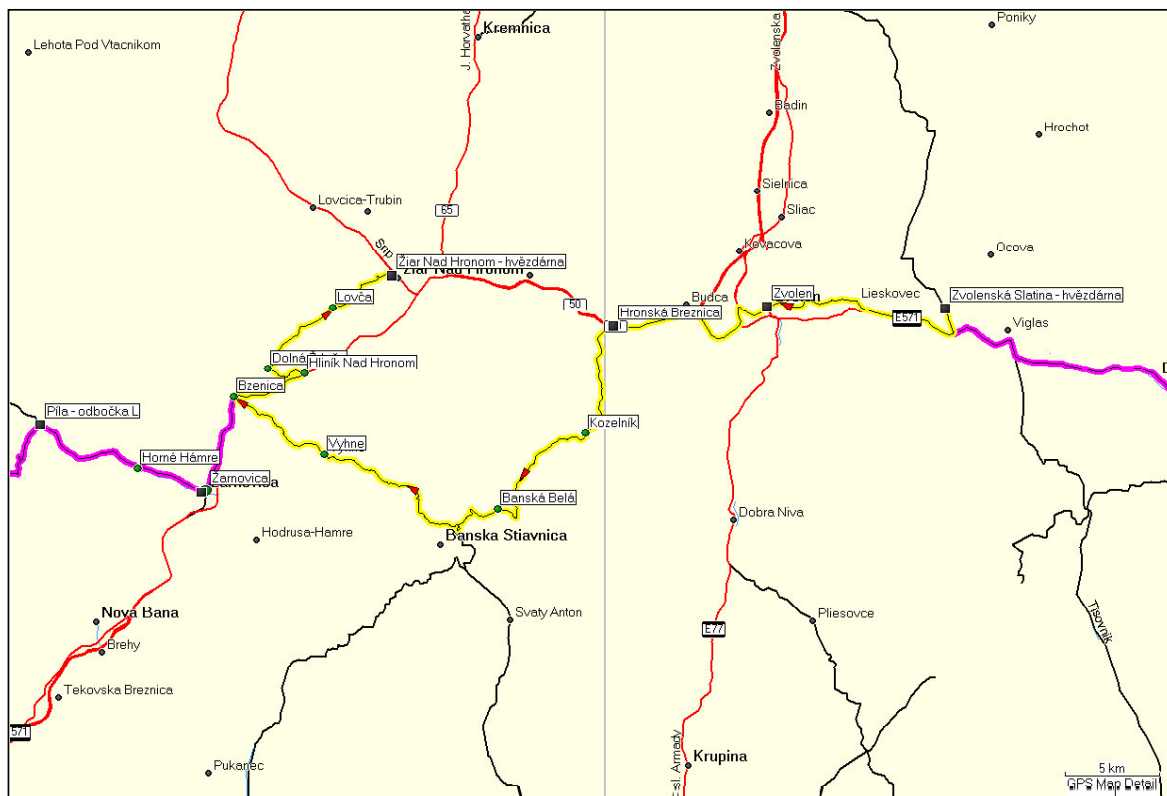 Poniky
Lehota Pod Vtacnikom
Kremnica
J. Horvatha
Zvolenska
Badin
Hrochot
Sielnica
Lovcica-Trubin
65
Sliac
Kovacova
Ocova
Žiar Nad Hronom - hvězdárna
Lovča
50
Budca
Zvolen
Lieskovec
Zvolenská Slatina - hvězdárna
Hronská Breznica
E571
Viglas
Hliník Nad Hronom
Bzenica
Píla - odbočka L
Kozelník
Vyhne
Horné Hámre
Žarnovica
Banská Belá
Dobra Niva
Hodrusa-Hamre
Banska Stiavnica
Nova Bana
Svaty Anton
Pliesovce
Tisovnik
E77
Brehy
Tekovska Breznica
571
Pukanec
Krupina
sl. Armady
5 km
GPS Map Detail